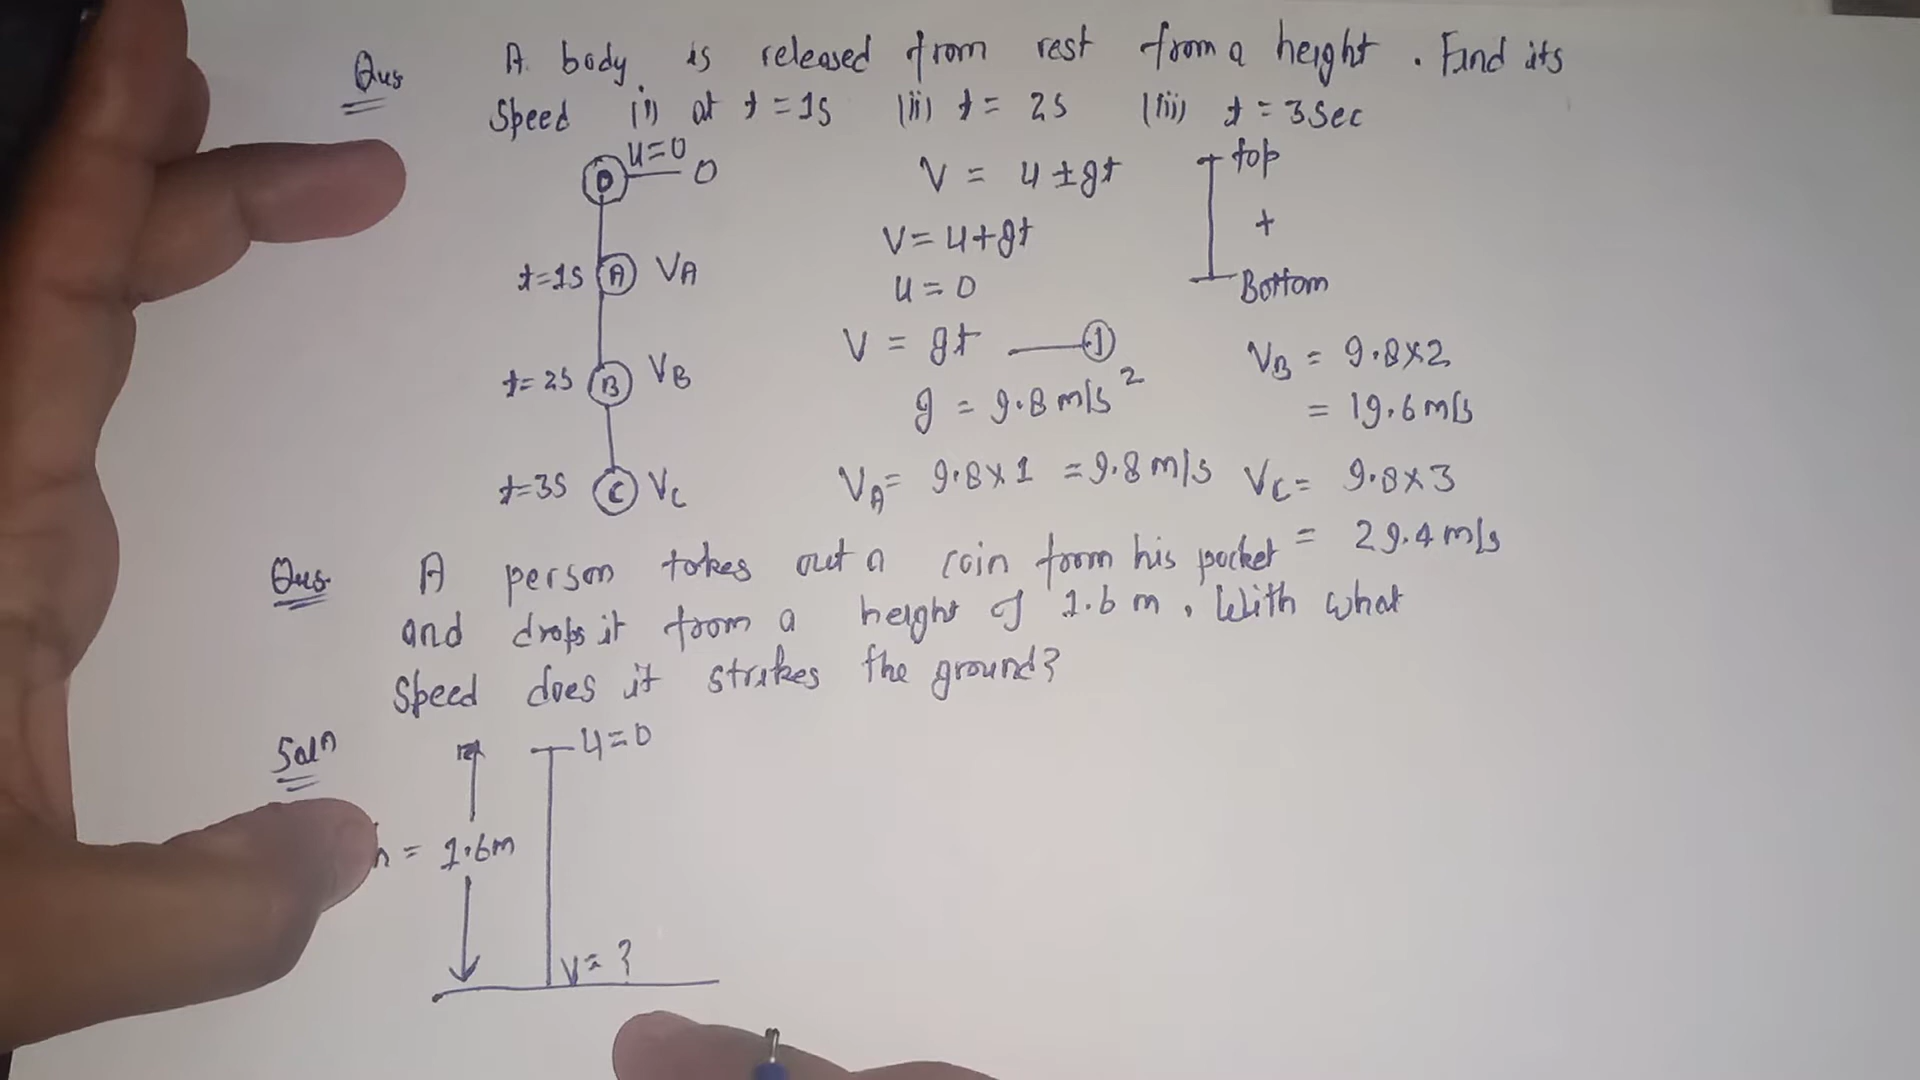 Qus A body is released from rest from a height. Find its
Speed (i) at t = 1s (ii) t = 2s (iii) t = 3sec
u=0
O O
t=1s A VA
t=2s B VB
t=3s C VC
V = u ± gt
V = u + gt
u = 0
V = gt — 1
g = 9.8 m/s²
VA = 9.8 × 1 = 9.8 m/s
top
+
Bottom
VB = 9.8 × 2
= 19.6 m/s
VC = 9.8 × 3
= 29.4 m/s
Qus. A person takes out a coin from his pocket
and drops it from a height of 1.6 m. With what
Speed does it strikes the ground?
Soln
u=0
h = 1.6m
v = ?